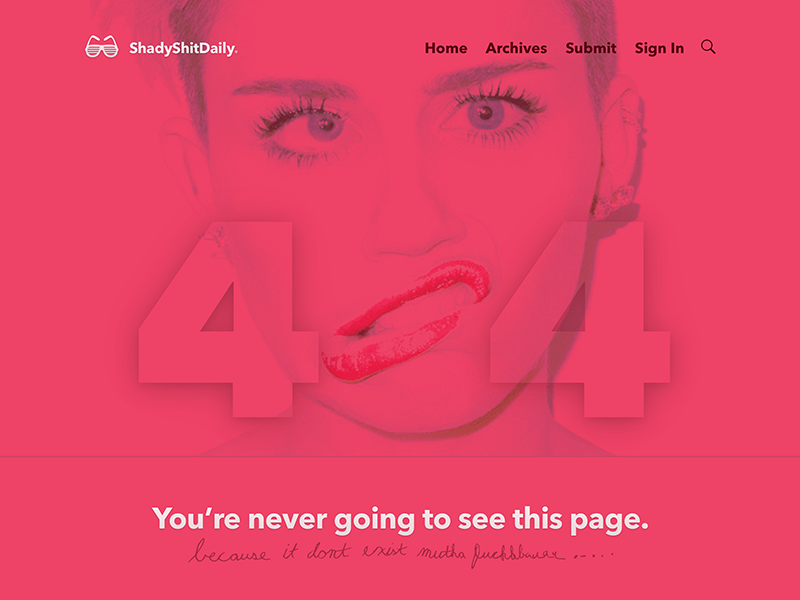 ShadyShitDaily.
Home Archives Submit Sign In
4 4
You're never going to see this page.
because it dont exist mutha fuchsbauer .....